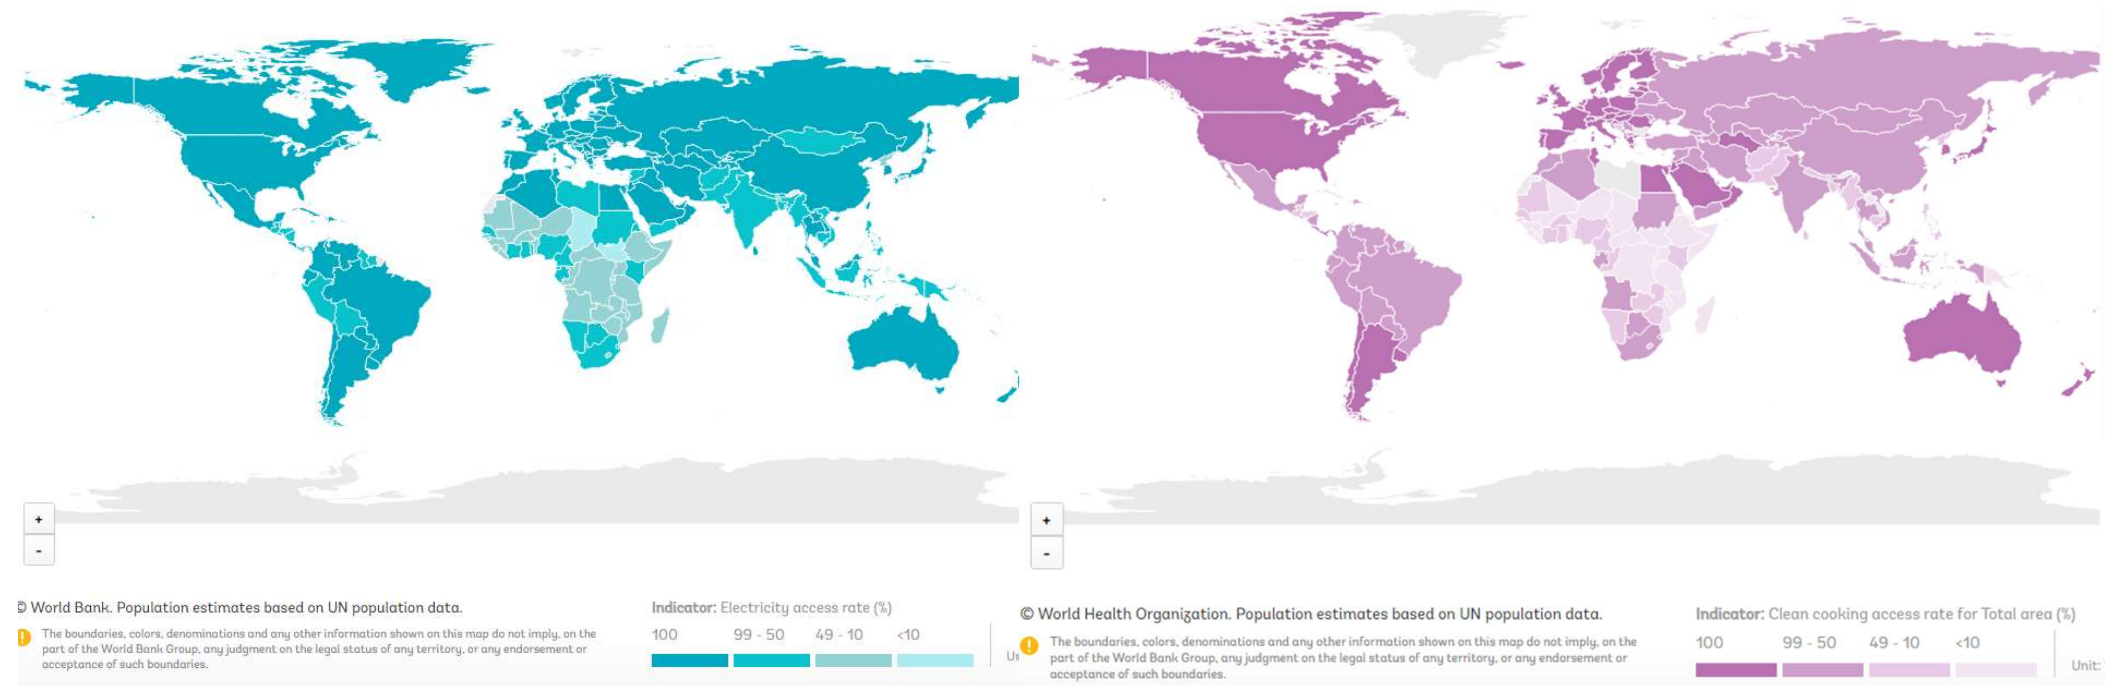 +
-
© World Bank. Population estimates based on UN population data.
The boundaries, colors, denominations and any other information shown on this map do not imply, on the
part of the World Bank Group, any judgment on the legal status of any territory, or any endorsement or
acceptance of such boundaries.
Indicator: Electricity access rate (%)
100 99 - 50 49 - 10 <10
+
-
© World Health Organization. Population estimates based on UN population data.
The boundaries, colors, denominations and any other information shown on this map do not imply, on the
part of the World Bank Group, any judgment on the legal status of any territory, or any endorsement or
acceptance of such boundaries.
Indicator: Clean cooking access rate for Total area (%)
100 99 - 50 49 - 10 <10
Unit: